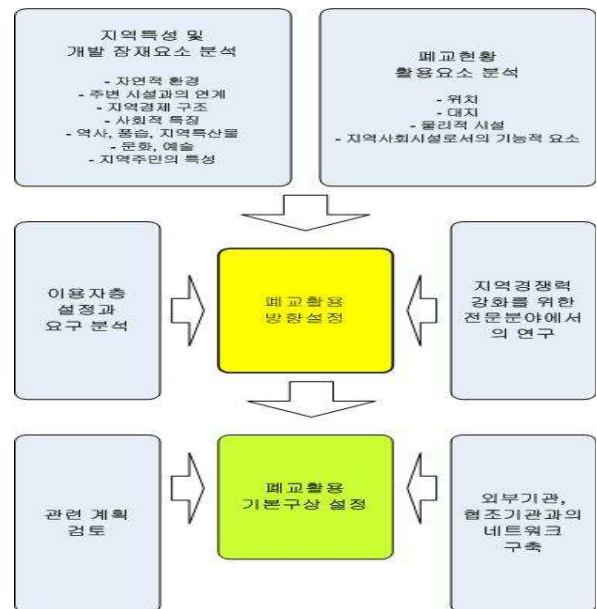 지역특성 및
개발 잠재요소 분석
- 자연적 환경
- 주변 시설과의 연계
- 지역경제 구조
- 사회적 특징
- 역사, 풍습, 지역특산물
- 문화, 예술
- 지역주민의 특성
폐교현황
활용요소 분석
- 위치
- 대지
- 물리적 시설
- 지역사회시설로서의 기능적 요소
이용자층
설정과
요구 분석
폐교활용
방향설정
지역경쟁력
강화를 위한
전문분야에서
의 연구
관련 계획
검토
폐교활용
기본구상 설정
외부기관,
협조기관과의
네트워크
구축